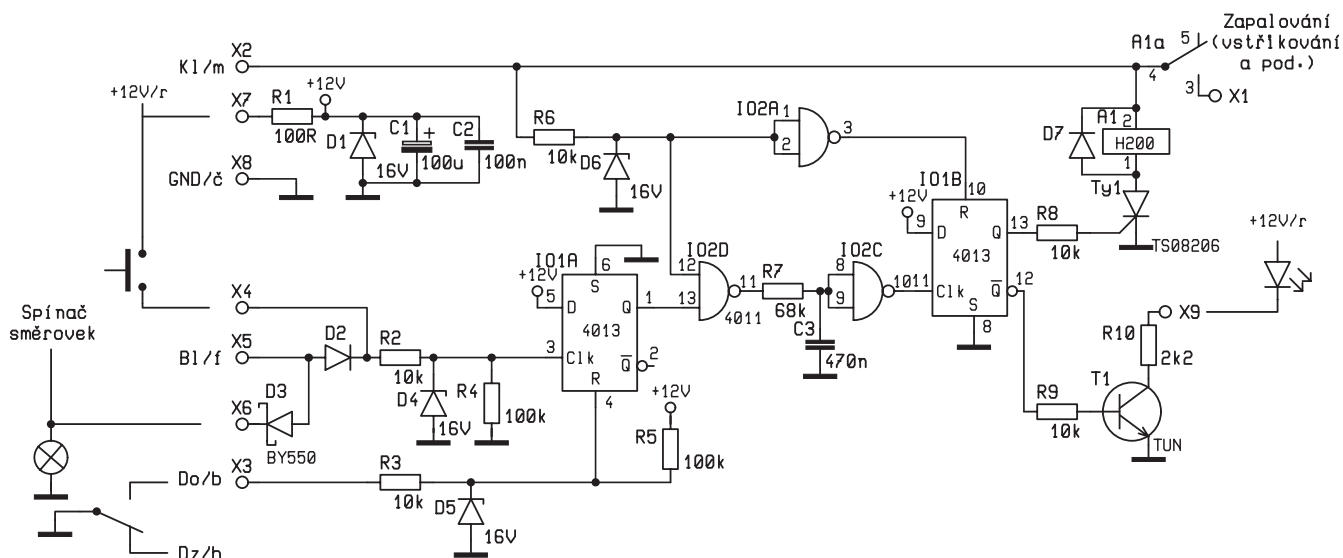 Zapalování
(vstřikování
a pod.)
A1a
5
4
3
X1
X2
Kl/m
+12V/r
X7
R1
100R
+12V
D1
16V
C1
+
100u
C2
100n
X8
GND/č
R6
10k
D6
16V
IO2A
1
2
3
A1
2
H200
1
D7
Ty1
TS08206
IO1B
10
R
+12V
9
D
Q
13
4013
Clk
Q
12
S
8
R8
10k
+12V/r
X9
R10
2k2
T1
TUN
R9
10k
IO1A
6
S
+12V
5
D
Q
1
4013
3
Clk
Q
2
R
4
IO2D
12
13
11
4011
R7
68k
C3
470n
IO2C
8
9
10
11
Spínač
směrovek
X4
X5
Bl/f
D2
R2
10k
D4
16V
R4
100k
X6
D3
BY550
+12V
R5
100k
X3
Do/b
R3
10k
D5
16V
Dz/b